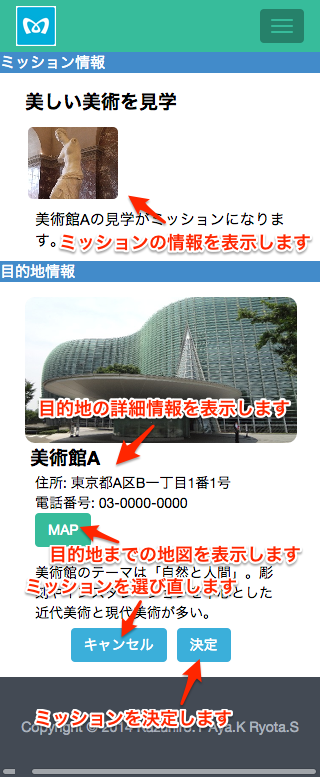 ミッション情報
美しい美術を見学
美術館Aの見学がミッションになりま
す。
ミッションの情報を表示します
目的地情報
目的地の詳細情報を表示します
美術館A
住所: 東京都A区B一丁目1番1号
電話番号: 03-0000-0000
MAP
目的地までの地図を表示します
美術館のテーマは「自然と人間」。彫
ミッションを選び直します
近代美術と現代美術が多い。
キャンセル 決定
ミッションを決定します
Copyright © 2014 Kazuhiro.F Aya.K Ryota.S